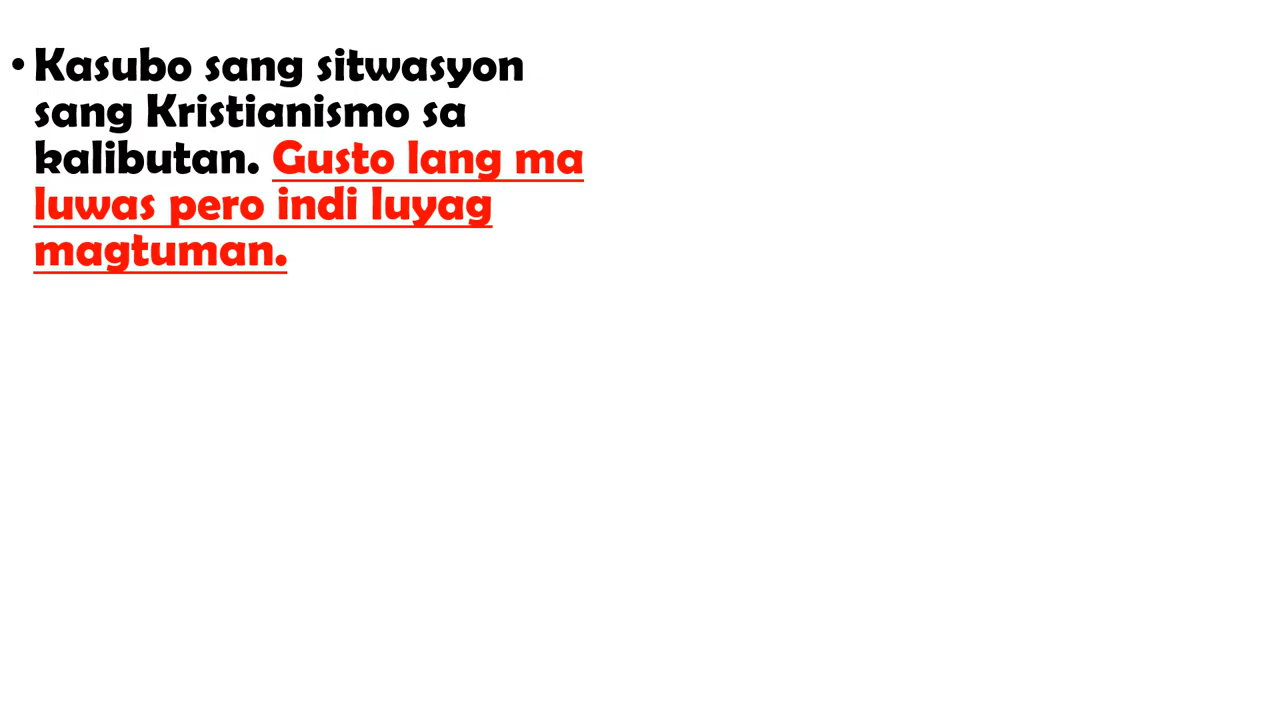 • Kasubo sang sitwasyon
sang Kristianismo sa
kalibutan. Gusto lang ma
luwas pero indi luyag
magtuman.